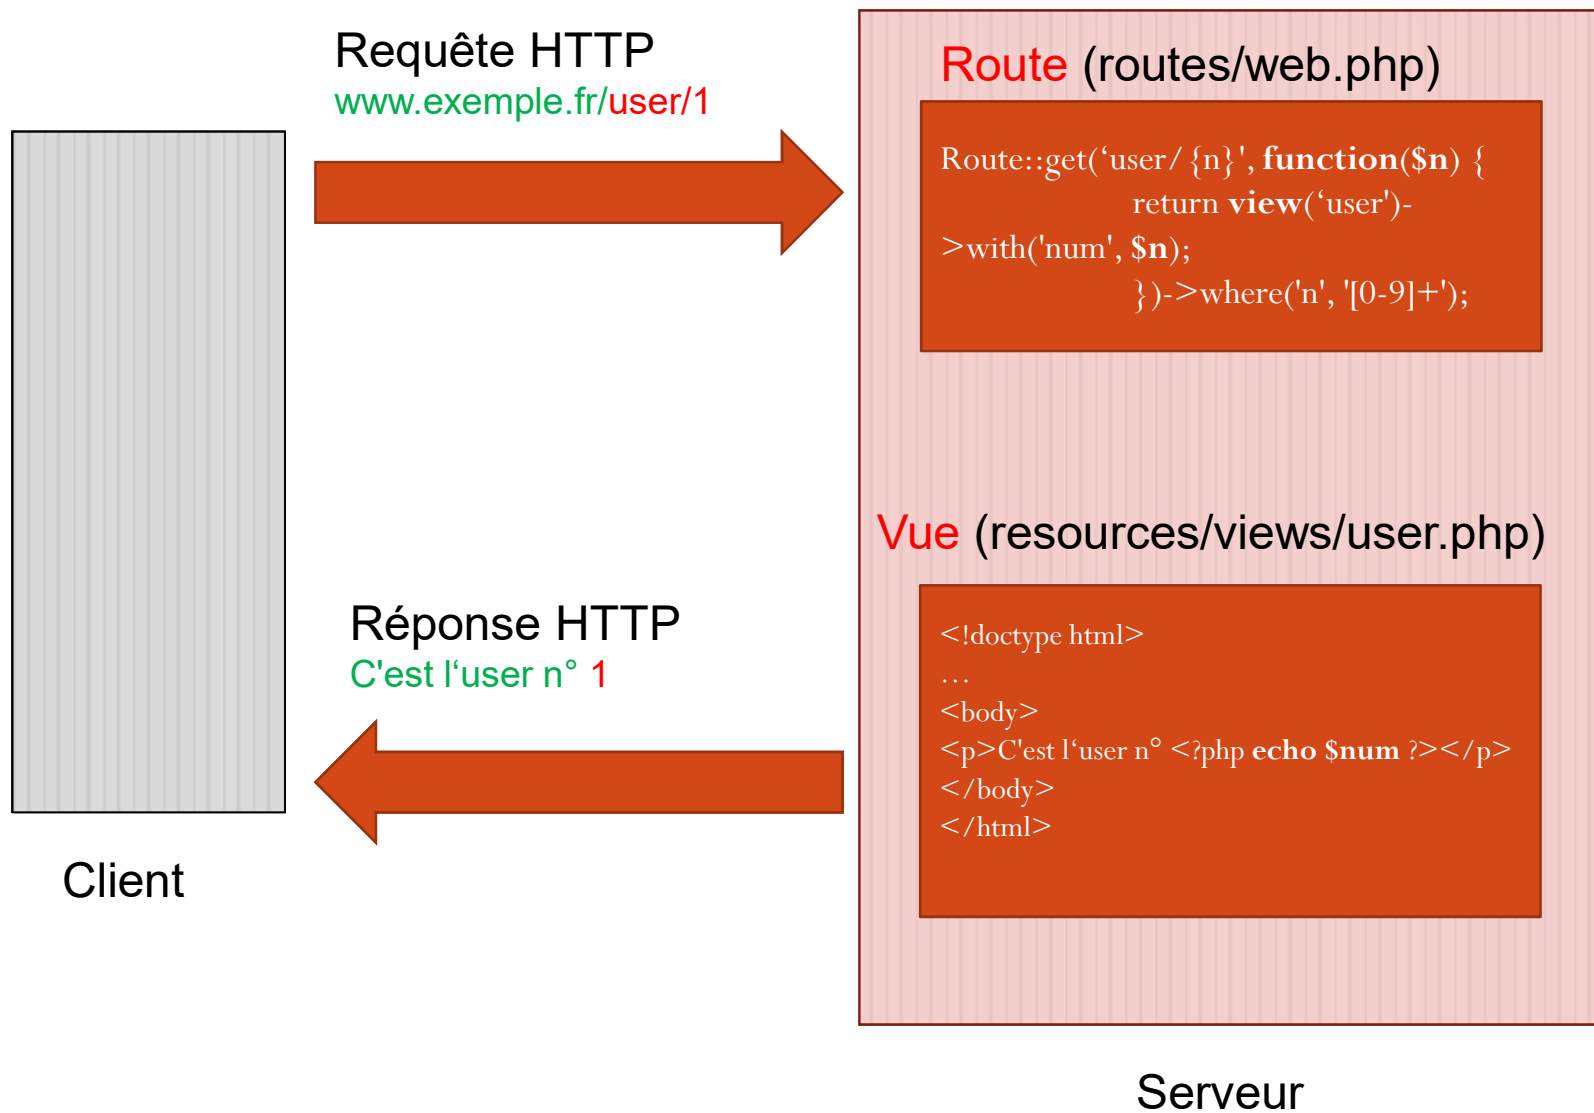 Requête HTTP
www.exemple.fr/user/1
Route (routes/web.php)
Route::get(‘user/{n}', function($n) {
return view(‘user')-
>with('num', $n);
})->where('n', '[0-9]+');
Vue (resources/views/user.php)
<!doctype html>
…
<body>
<p>C'est l‘user n° <?php echo $num ?></p>
</body>
</html>
Réponse HTTP
C'est l‘user n° 1
Client
Serveur